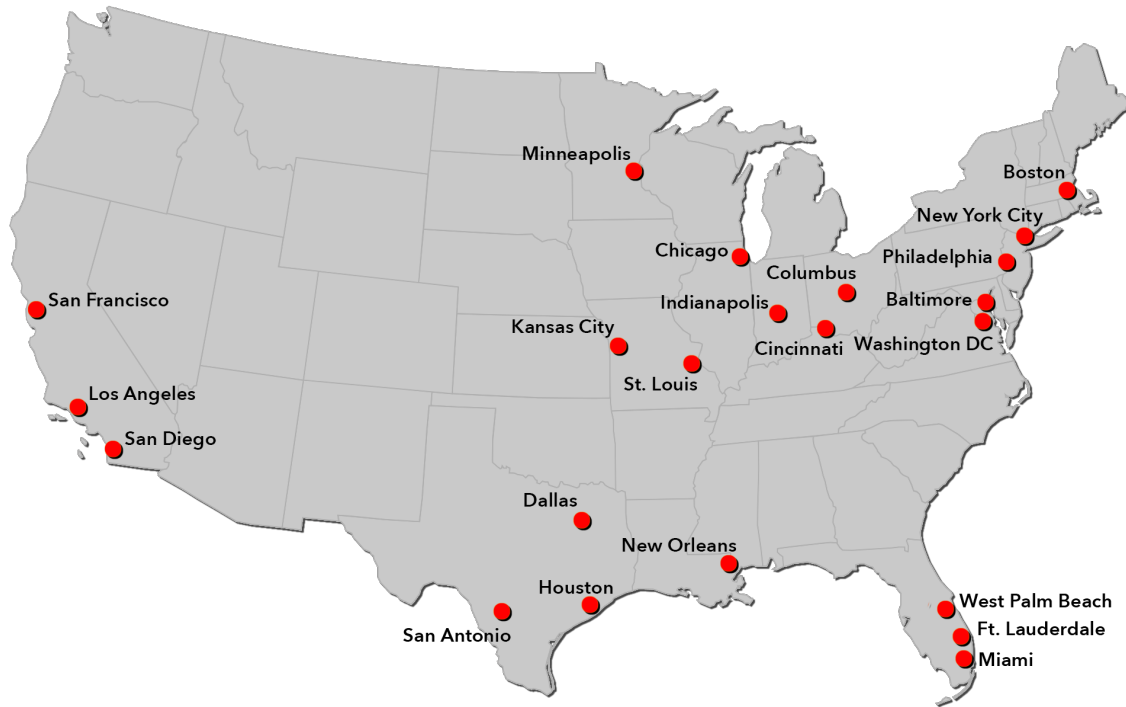 Minneapolis
Boston
New York City
Chicago
Philadelphia
Columbus
San Francisco
Indianapolis
Baltimore
Kansas City
Cincinnati
Washington DC
St. Louis
Los Angeles
San Diego
Dallas
New Orleans
Houston
West Palm Beach
San Antonio
Ft. Lauderdale
Miami